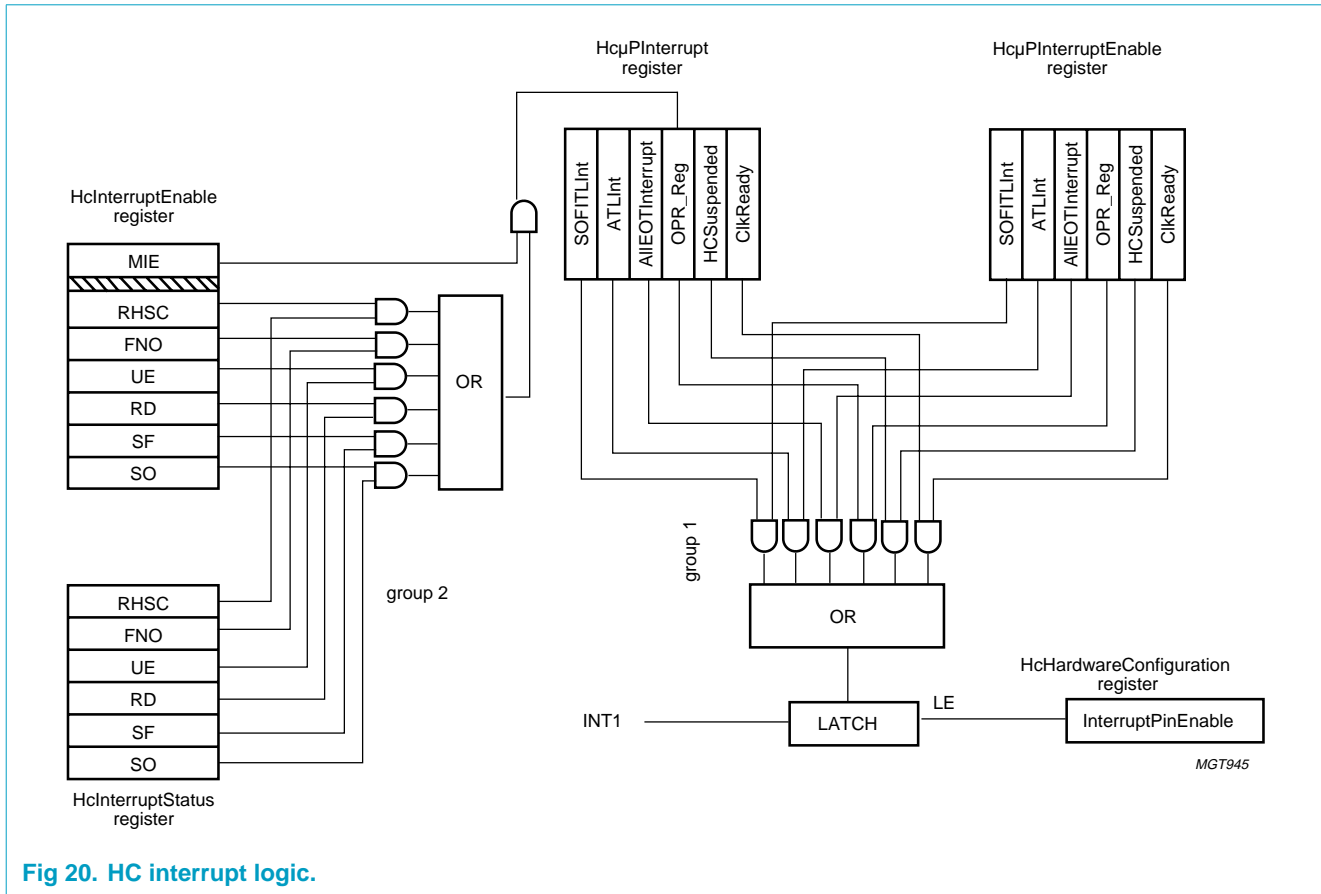 HcµPInterrupt
register
HcµPInterruptEnable
register
SOFITLInt
ATLInt
AllEOTInterrupt
OPR_Reg
HCSuspended
ClkReady
SOFITLInt
ATLInt
AllEOTInterrupt
OPR_Reg
HCSuspended
ClkReady
HcInterruptEnable
register
MIE
RHSC
FNO
UE
RD
SF
SO
OR
group 1
group 2
RHSC
FNO
UE
RD
SF
SO
HcInterruptStatus
register
OR
HcHardwareConfiguration
register
INT1
LATCH
LE
InterruptPinEnable
MGT945
Fig 20. HC interrupt logic.